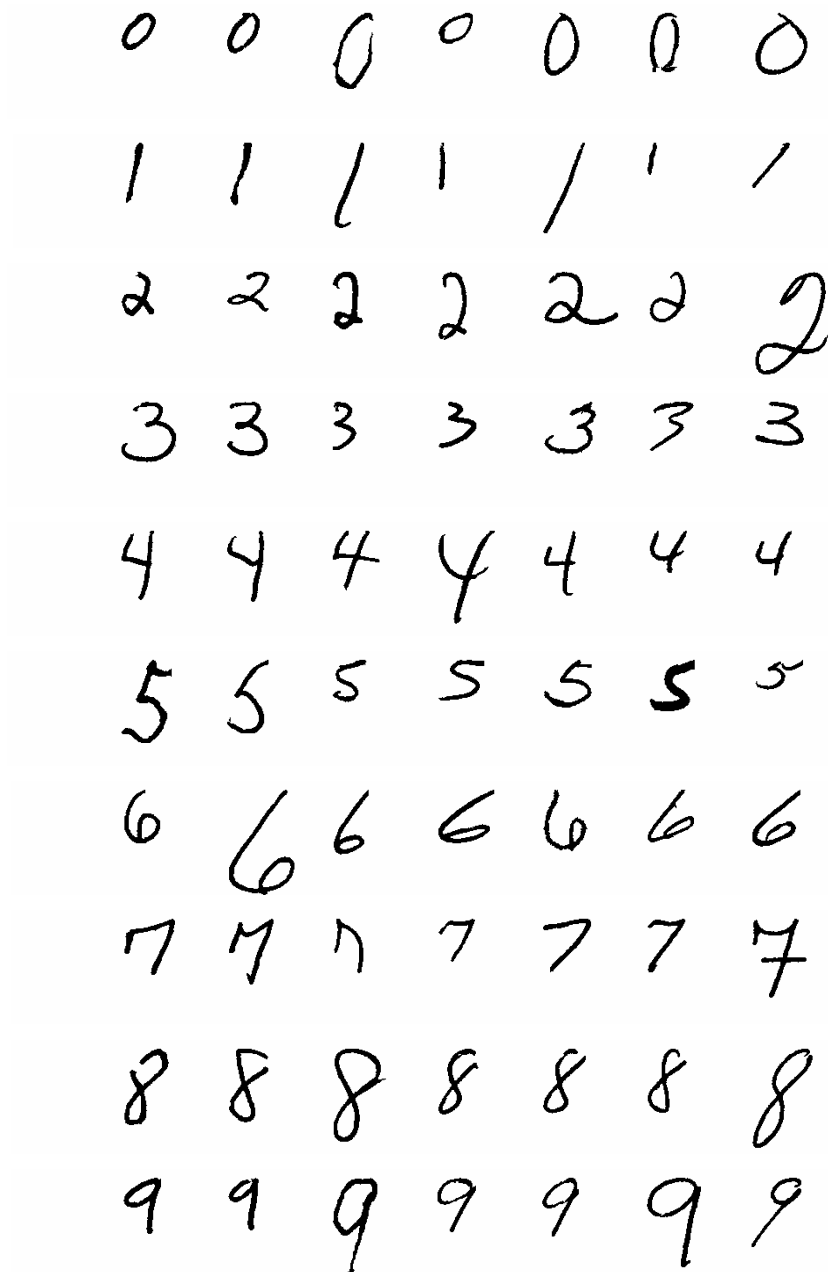 0 0 0 0 0 0 0
1 1 1 1 1 1 1
2 2 2 2 2 2 2
3 3 3 3 3 3 3
4 4 4 4 4 4 4
5 5 5 5 5 5 5
6 6 6 6 6 6 6
7 7 7 7 7 7 7
8 8 8 8 8 8 8
9 9 9 9 9 9 9